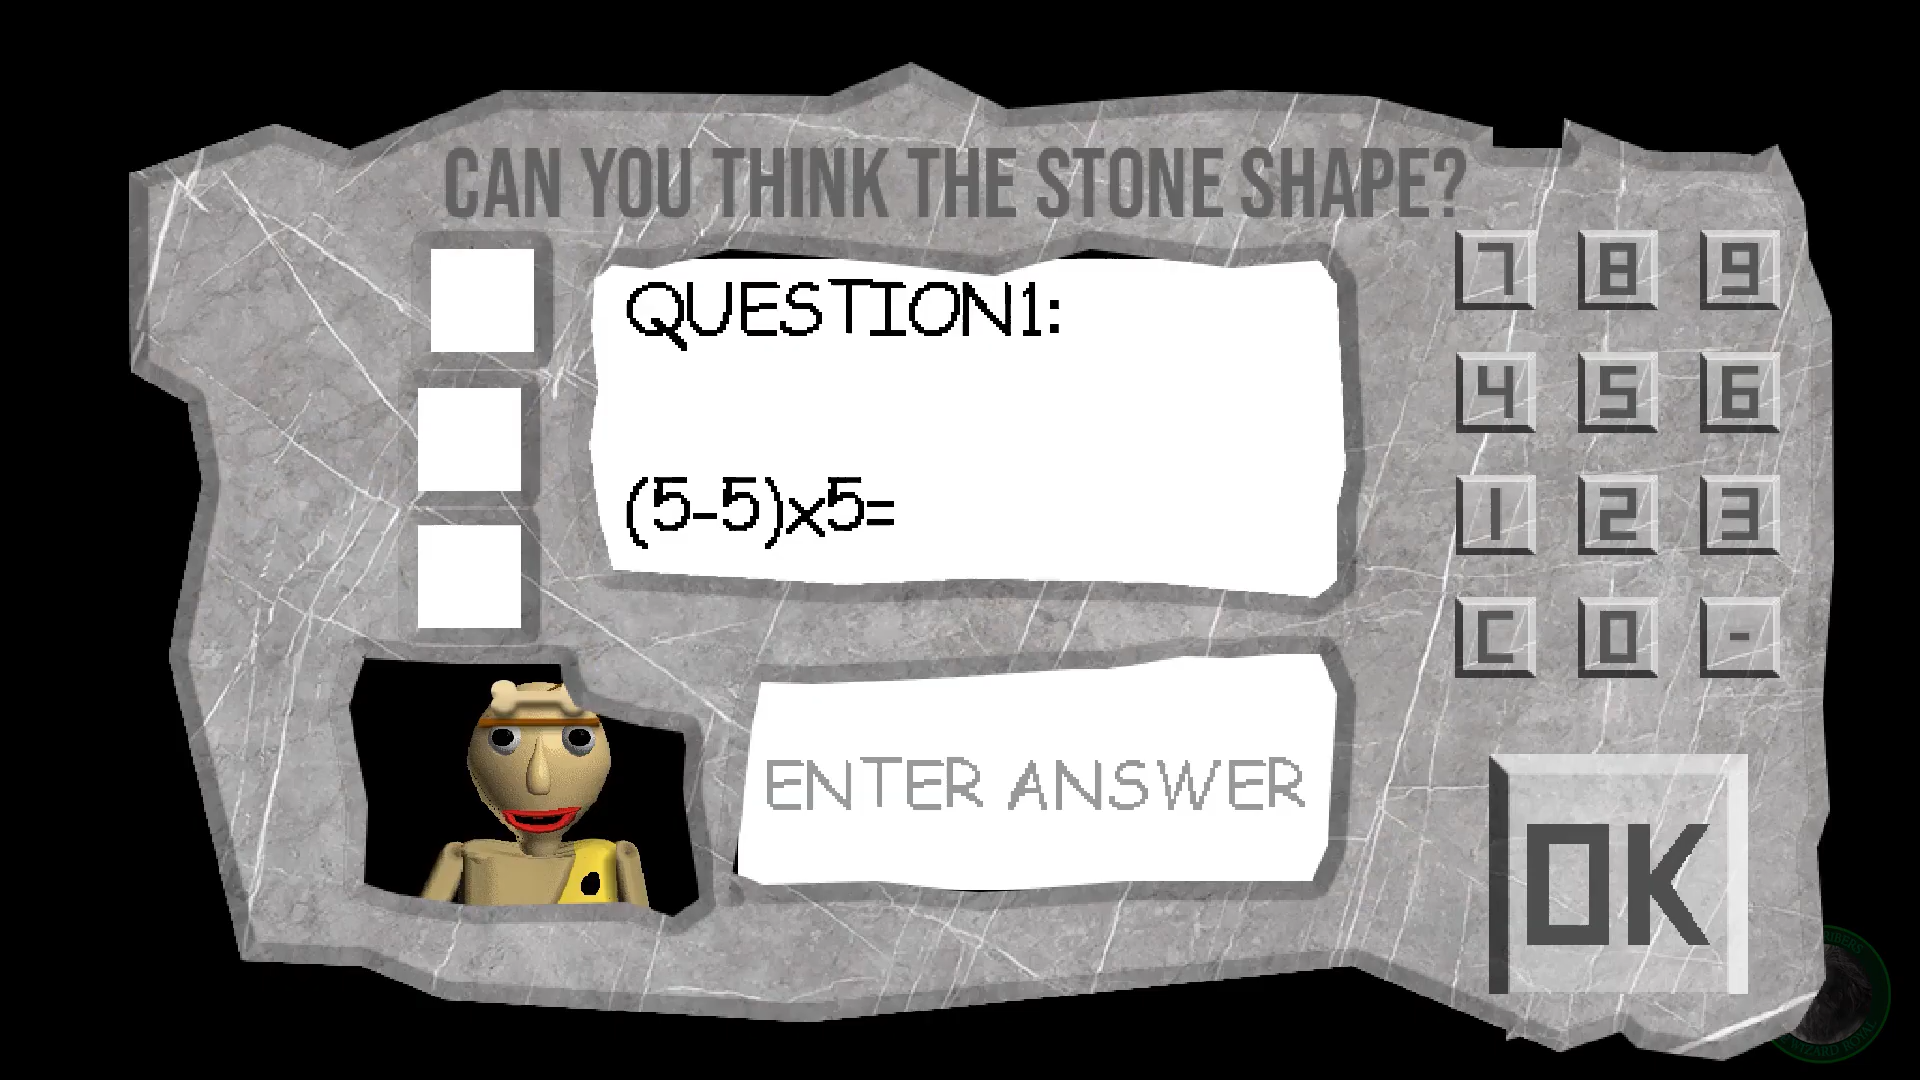 CAN YOU THINK THE STONE SHAPE?
QUESTION1:
(5-5)x5=
7 8 9
4 5 6
1 2 3
C 0 -
ENTER ANSWER
OK